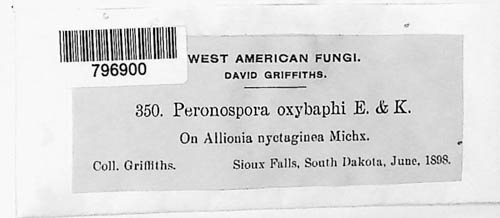 796900
WEST AMERICAN FUNGI.
DAVID GRIFFITHS.
350. Peronospora oxybaphi E. & K.
On Allionia nyctaginea Michx.
Coll. Griffiths. Sioux Falls, South Dakota, June, 1898.